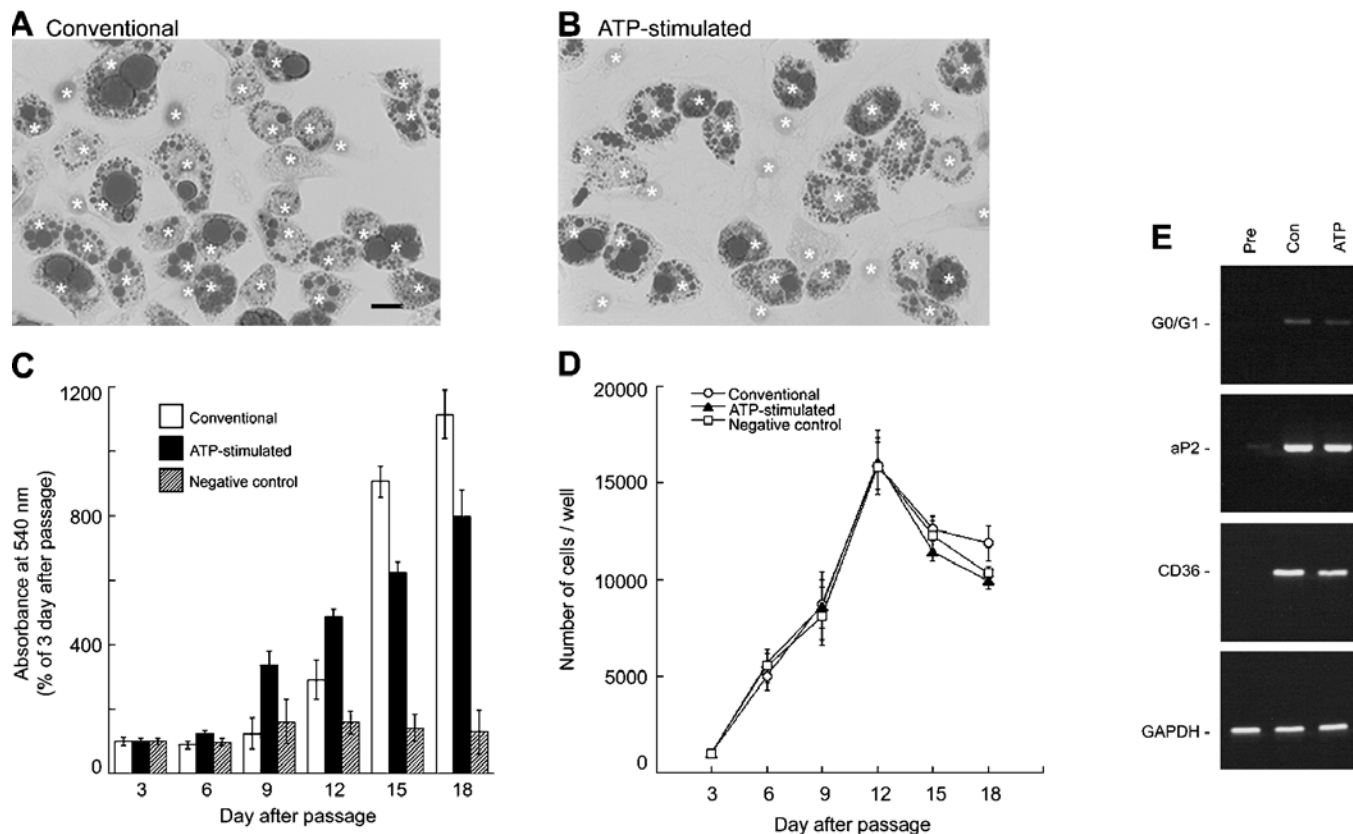 A Conventional
B ATP-stimulated
C
1200
800
400
0
Absorbance at 540 nm
(% of 3 day after passage)
Conventional
ATP-stimulated
Negative control
3 6 9 12 15 18
Day after passage
D
20000
15000
10000
5000
0
Number of cells / well
Conventional
ATP-stimulated
Negative control
3 6 9 12 15 18
Day after passage
E
Pre Con ATP
G0/G1 -
aP2 -
CD36 -
GAPDH -